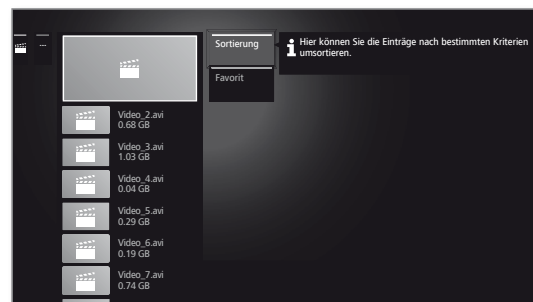 ...
Sortierung
Hier können Sie die Einträge nach bestimmten Kriterien
umsortieren.
Favorit
Video_2.avi
0.68 GB
Video_3.avi
1.03 GB
Video_4.avi
0.04 GB
Video_5.avi
0.29 GB
Video_6.avi
0.19 GB
Video_7.avi
0.74 GB